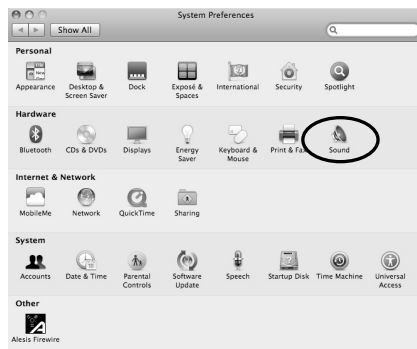 System Preferences
Show All
Personal
Appearance Desktop & Screen Saver Dock Exposé & Spaces International Security Spotlight
Hardware
Bluetooth CDs & DVDs Displays Energy Saver Keyboard & Mouse Print & Fax Sound
Internet & Network
MobileMe Network QuickTime Sharing
System
Accounts Date & Time Parental Controls Software Update Speech Startup Disk Time Machine Universal Access
Other
Alesis Firewire